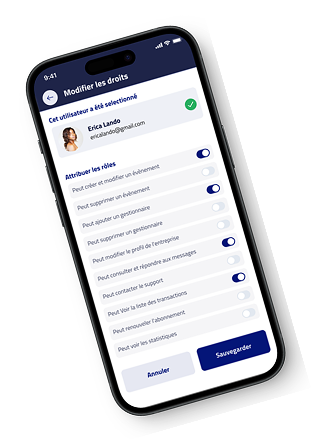 9:41
Modifier les droits
Cet utilisateur a été selectionné
Erica Lando
ericalando@gmail.com
Attribuer les rôles
Peut créer et modifier un évènement
Peut supprimer un évènement
Peut ajouter un gestionnaire
Peut supprimer un gestionnaire
Peut modifier le profil de l'entreprise
Peut consulter et répondre aux messages
Peut contacter le support
Peut Voir la liste des transactions
Peut renouveler l'abonnement
Peut voir les statistiques
Annuler
Sauvegarder